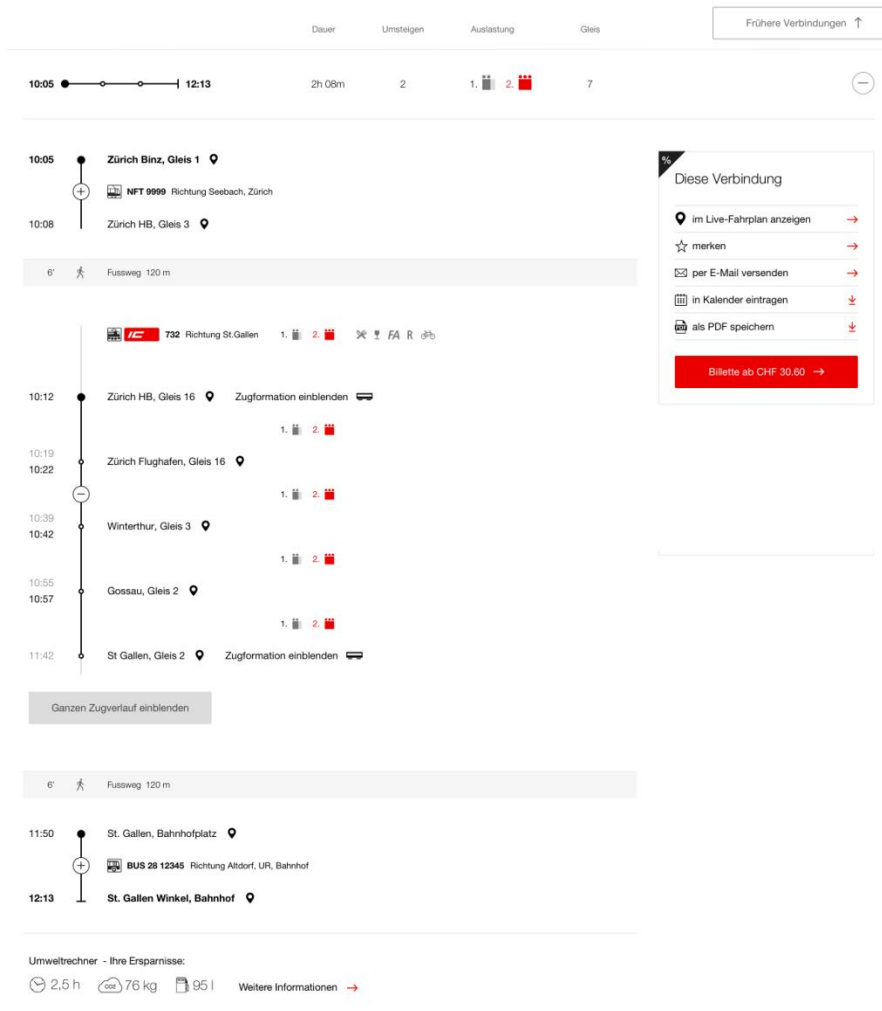 Frühere Verbindungen ↑
Dauer Umsteigen Auslastung Gleis
10:05 12:13 2h 08m 2 1. 2. 7
10:05 Zürich Binz, Gleis 1
NFT 9999 Richtung Seebach, Zürich
10:08 Zürich HB, Gleis 3
6' Fussweg 120 m
IC 732 Richtung St.Gallen 1. 2. FA R
10:12 Zürich HB, Gleis 16 Zugformation einblenden
1. 2.
10:19
10:22 Zürich Flughafen, Gleis 16
1. 2.
10:39
10:42 Winterthur, Gleis 3
1. 2.
10:55
10:57 Gossau, Gleis 2
1. 2.
11:42 St Gallen, Gleis 2 Zugformation einblenden
Ganzen Zugverlauf einblenden
6' Fussweg 120 m
11:50 St. Gallen, Bahnhofplatz
BUS 28 12345 Richtung Altdorf, UR, Bahnhof
12:13 St. Gallen Winkel, Bahnhof
Umweltrechner - Ihre Ersparnisse:
2,5 h CO2 76 kg 95 l Weitere Informationen →
%
Diese Verbindung
im Live-Fahrplan anzeigen →
merken →
per E-Mail versenden →
in Kalender eintragen
PDF als PDF speichern
Billette ab CHF 30.60 →